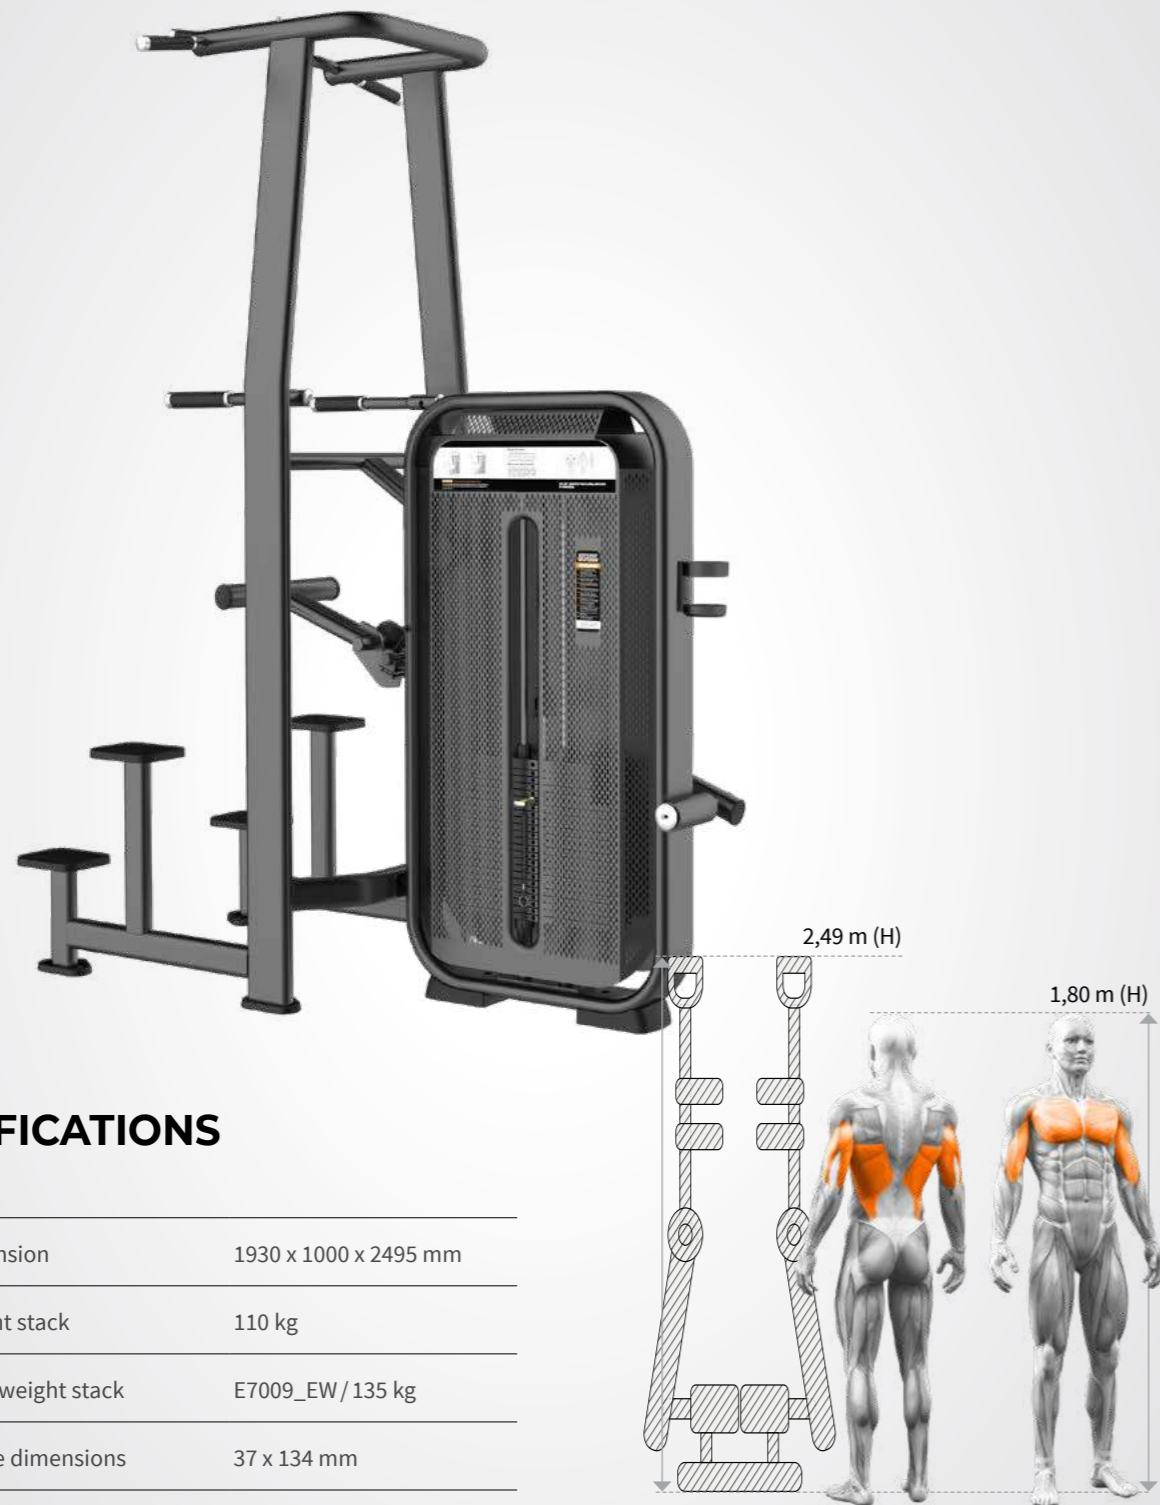 2,49 m (H)
1,80 m (H)
FICATIONS
nsion 1930 x 1000 x 2495 mm
nt stack 110 kg
weight stack E7009_EW / 135 kg
e dimensions 37 x 134 mm